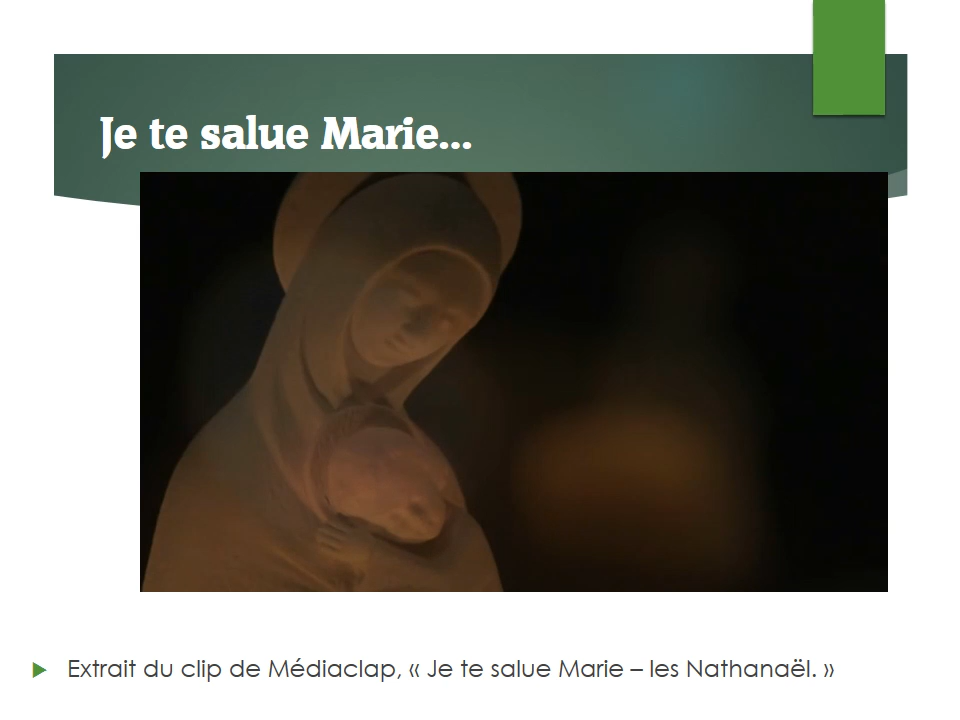 Je te salue Marie...
Extrait du clip de Médiaclap, « Je te salue Marie – les Nathanaël. »